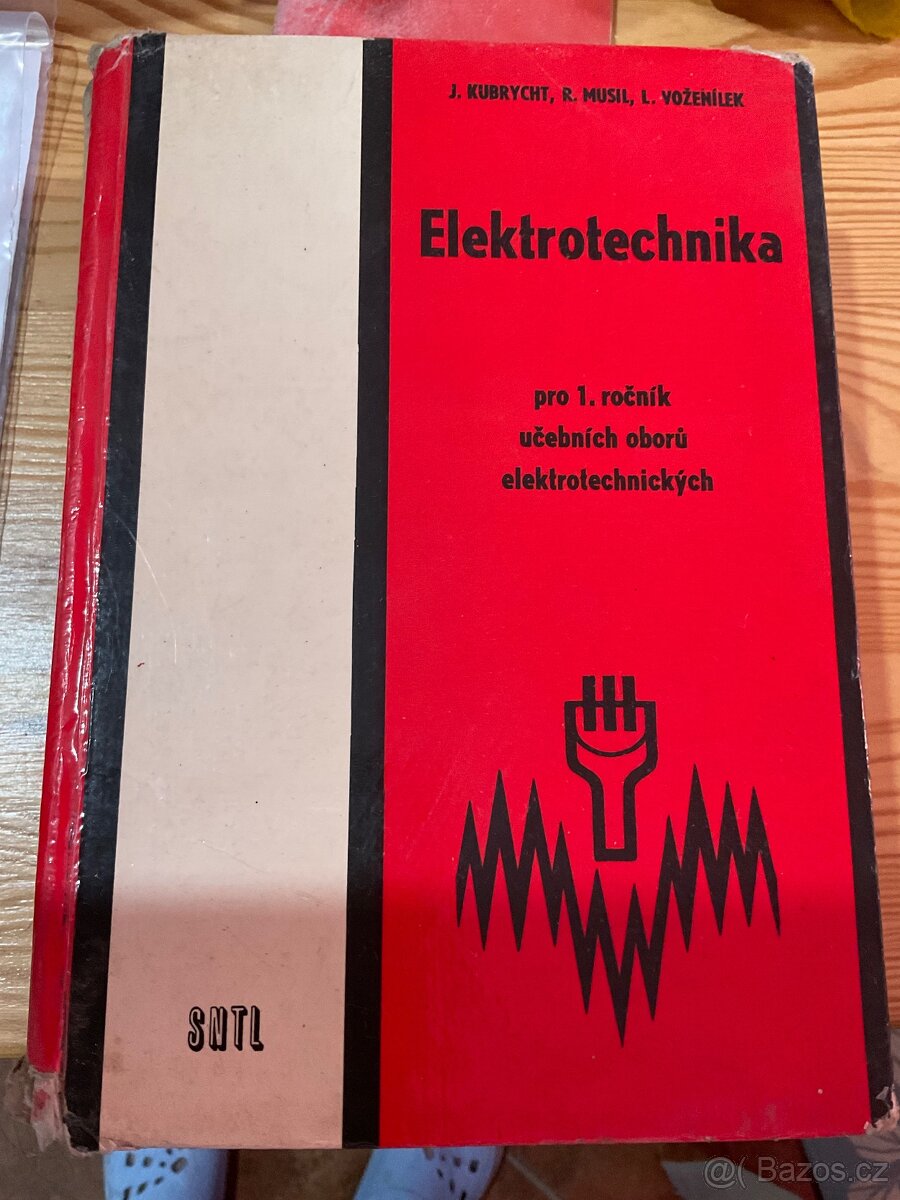 J. KUBRYCHT, R. MUSIL, L. VOŽENÍLEK
Elektrotechnika
pro 1. ročník
učebních oborů
elektrotechnických
SNTL
@( Bazos.cz